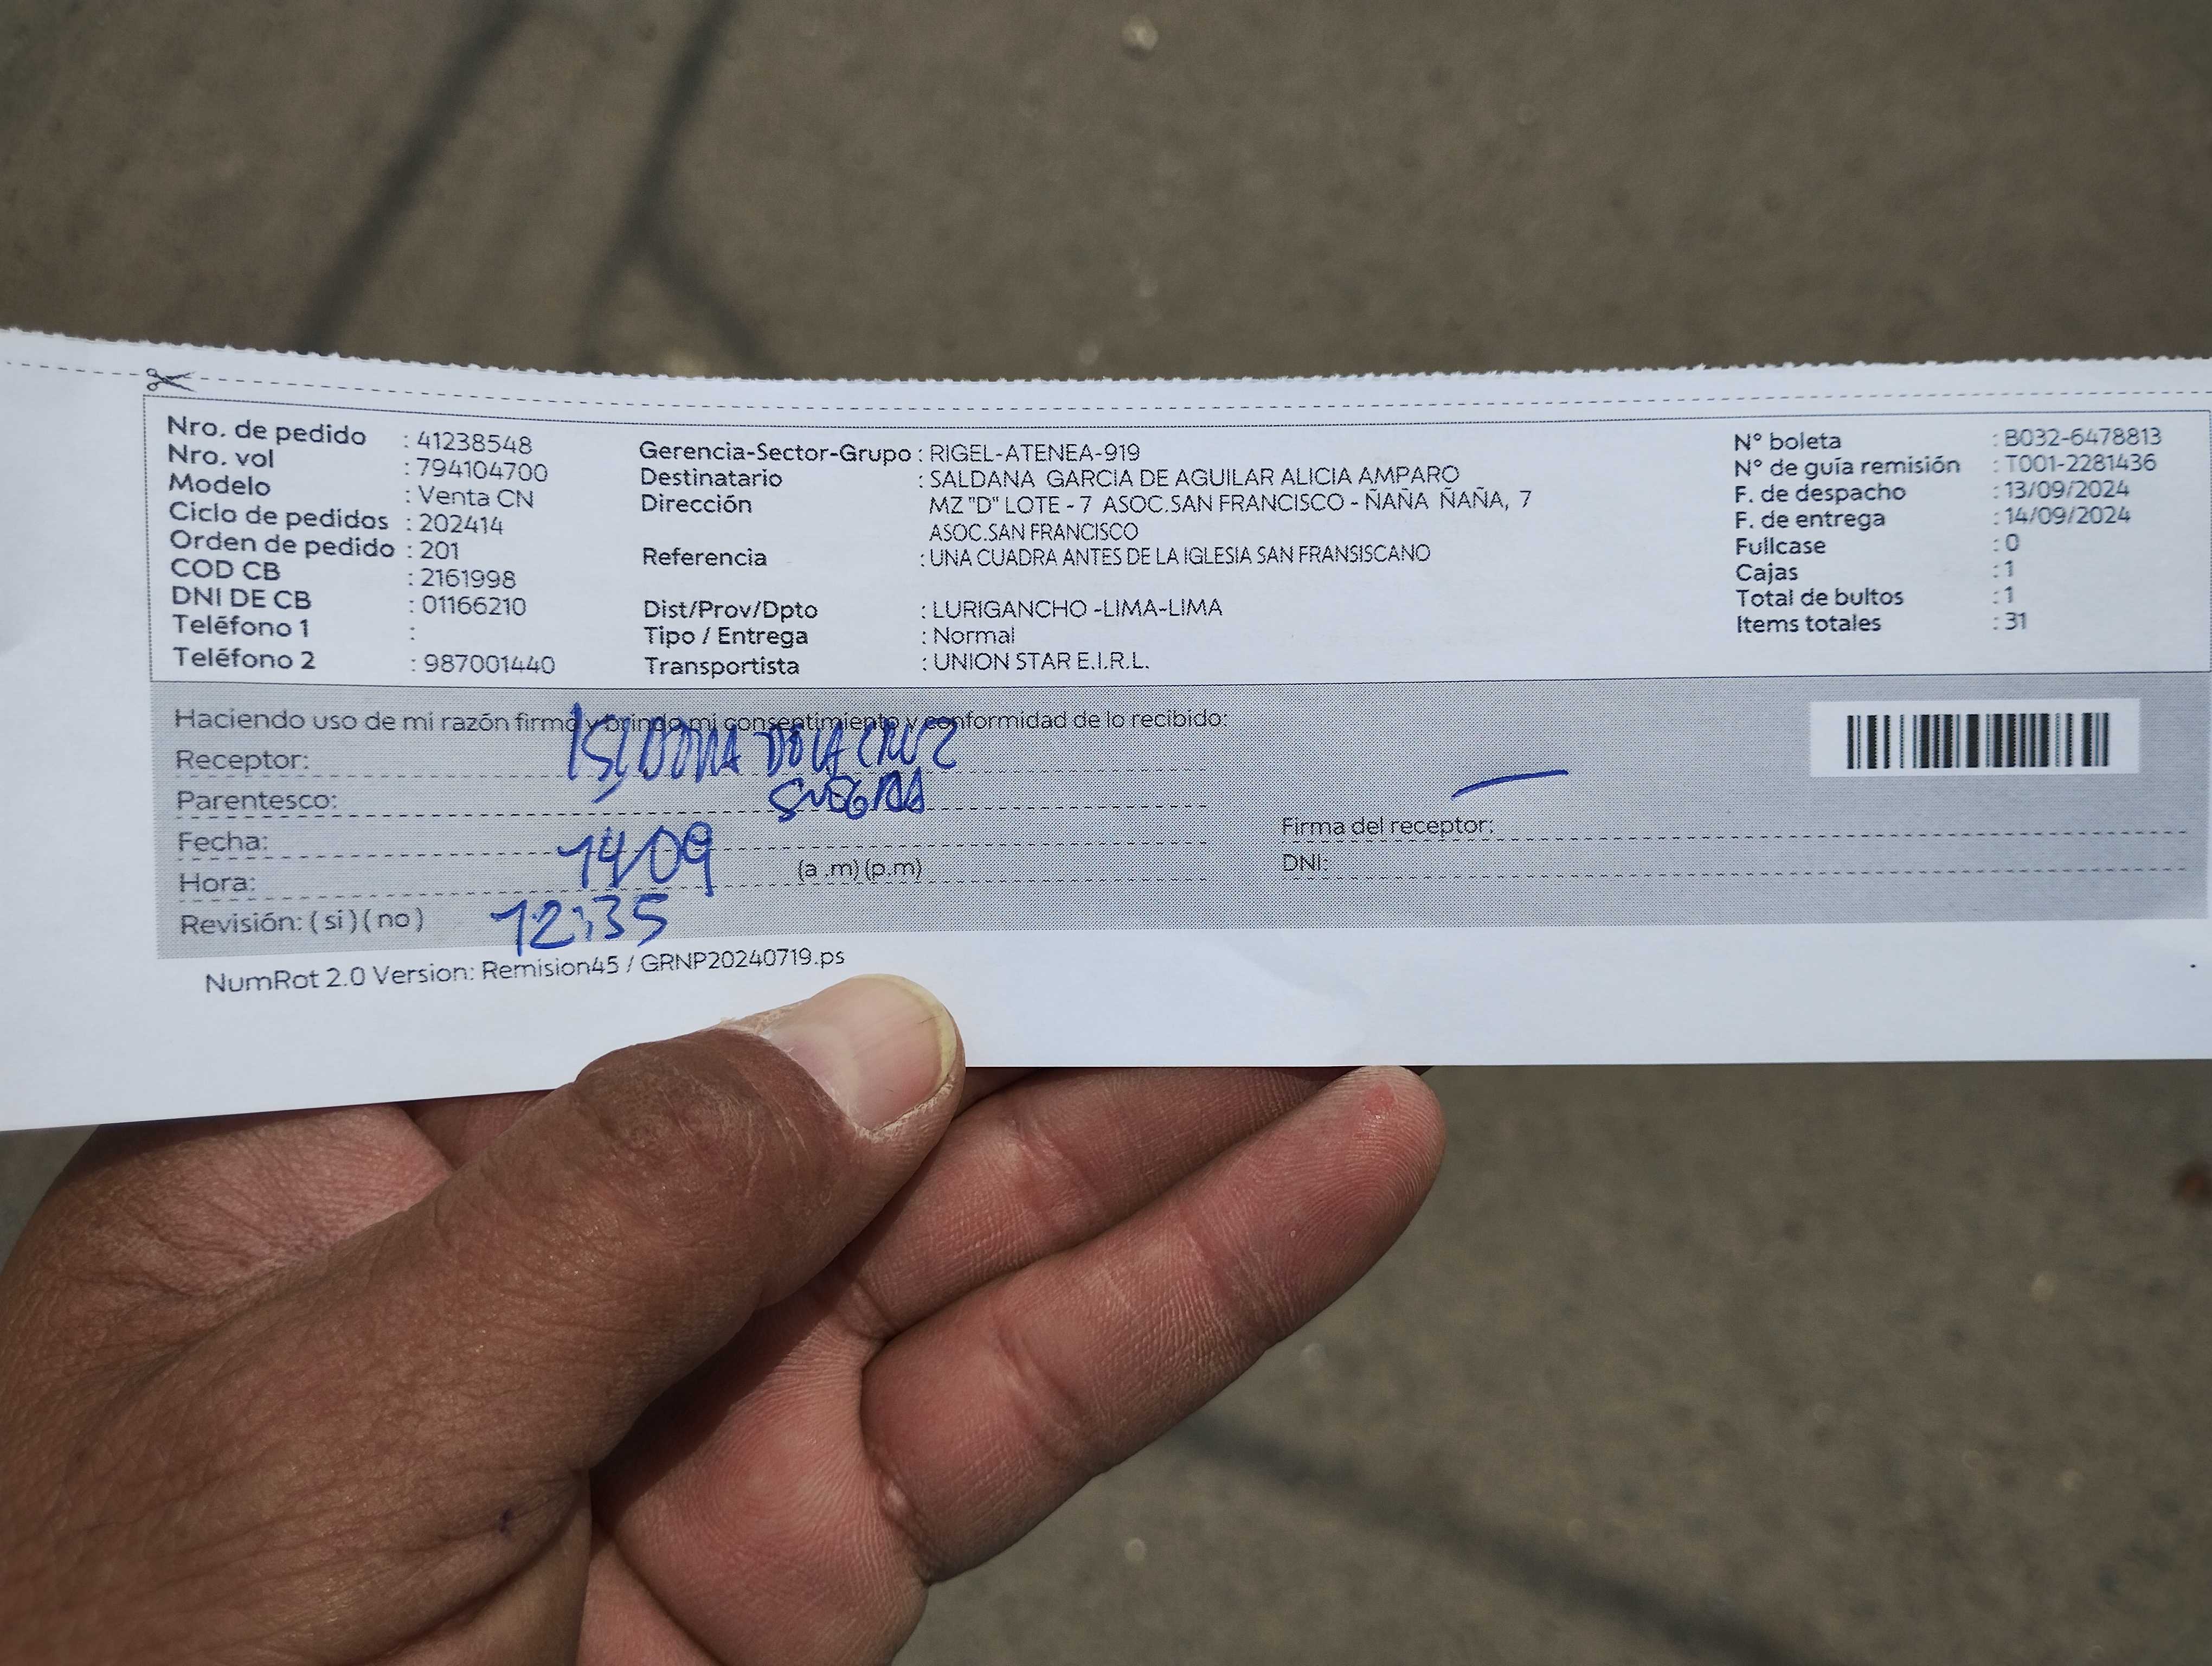 Nro. de pedido : 41238548
Nro. vol : 794104700
Modelo : Venta CN
Ciclo de pedidos : 202414
Orden de pedido : 201
COD CB : 2161998
DNI DE CB : 01166210
Teléfono 1 :
Teléfono 2 : 987001440
Gerencia-Sector-Grupo : RIGEL-ATENEA-919
Destinatario : SALDANA GARCIA DE AGUILAR ALICIA AMPARO
Dirección MZ "D" LOTE - 7 ASOC.SAN FRANCISCO - ÑAÑA ÑAÑA, 7
ASOC.SAN FRANCISCO
Referencia : UNA CUADRA ANTES DE LA IGLESIA SAN FRANSISCANO
Dist/Prov/Dpto : LURIGANCHO -LIMA-LIMA
Tipo / Entrega : Normal
Transportista : UNION STAR E.I.R.L.
N° boleta : B032-6478813
N° de guía remisión : T001-2281436
F. de despacho : 13/09/2024
F. de entrega : 14/09/2024
Fullcase : 0
Cajas : 1
Total de bultos : 1
Items totales : 31
Haciendo uso de mi razón firmo y brindo mi consentimiento y conformidad de lo recibido:
Receptor: ISIDORA DE LA CRUZ
Parentesco: SUEGRA
Fecha: 14/09
Hora: 12:35 (a .m) (p.m)
Revisión: ( si ) ( no )
Firma del receptor:
DNI:
NumRot 2.0 Version: Remision45 / GRNP20240719.ps